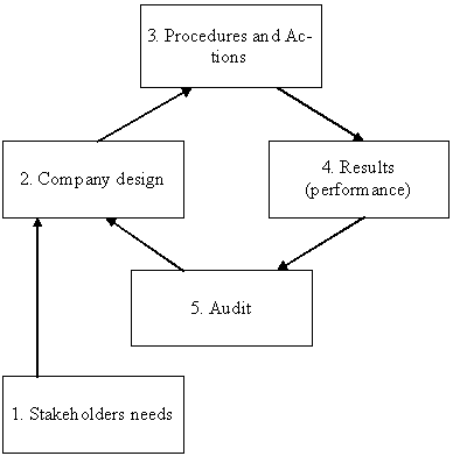 3. Procedures and Ac-
tions
2. Company design
4. Results
(performance)
5. Audit
1. Stakeholders needs